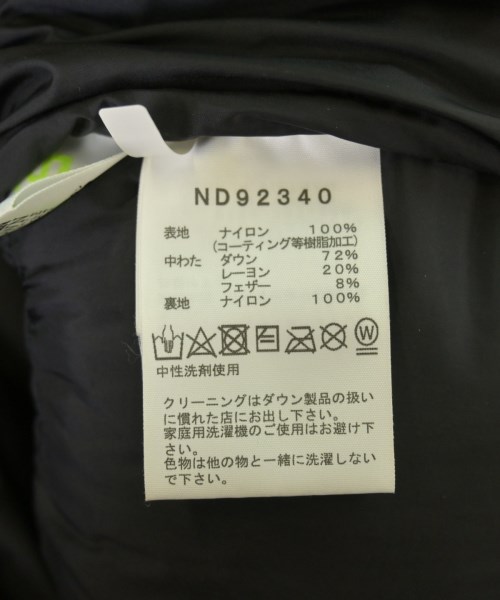 ND92340
表地 ナイロン 100%
(コーティング等樹脂加工)
中わた ダウン 72%
レーヨン 20%
フェザー 8%
裏地 ナイロン 100%
W
中性洗剤使用
クリーニングはダウン製品の扱い
に慣れた店にお出し下さい。
家庭用洗濯機のご使用はお避け下
さい。
色物は他の物と一緒に洗濯しない
で下さい。